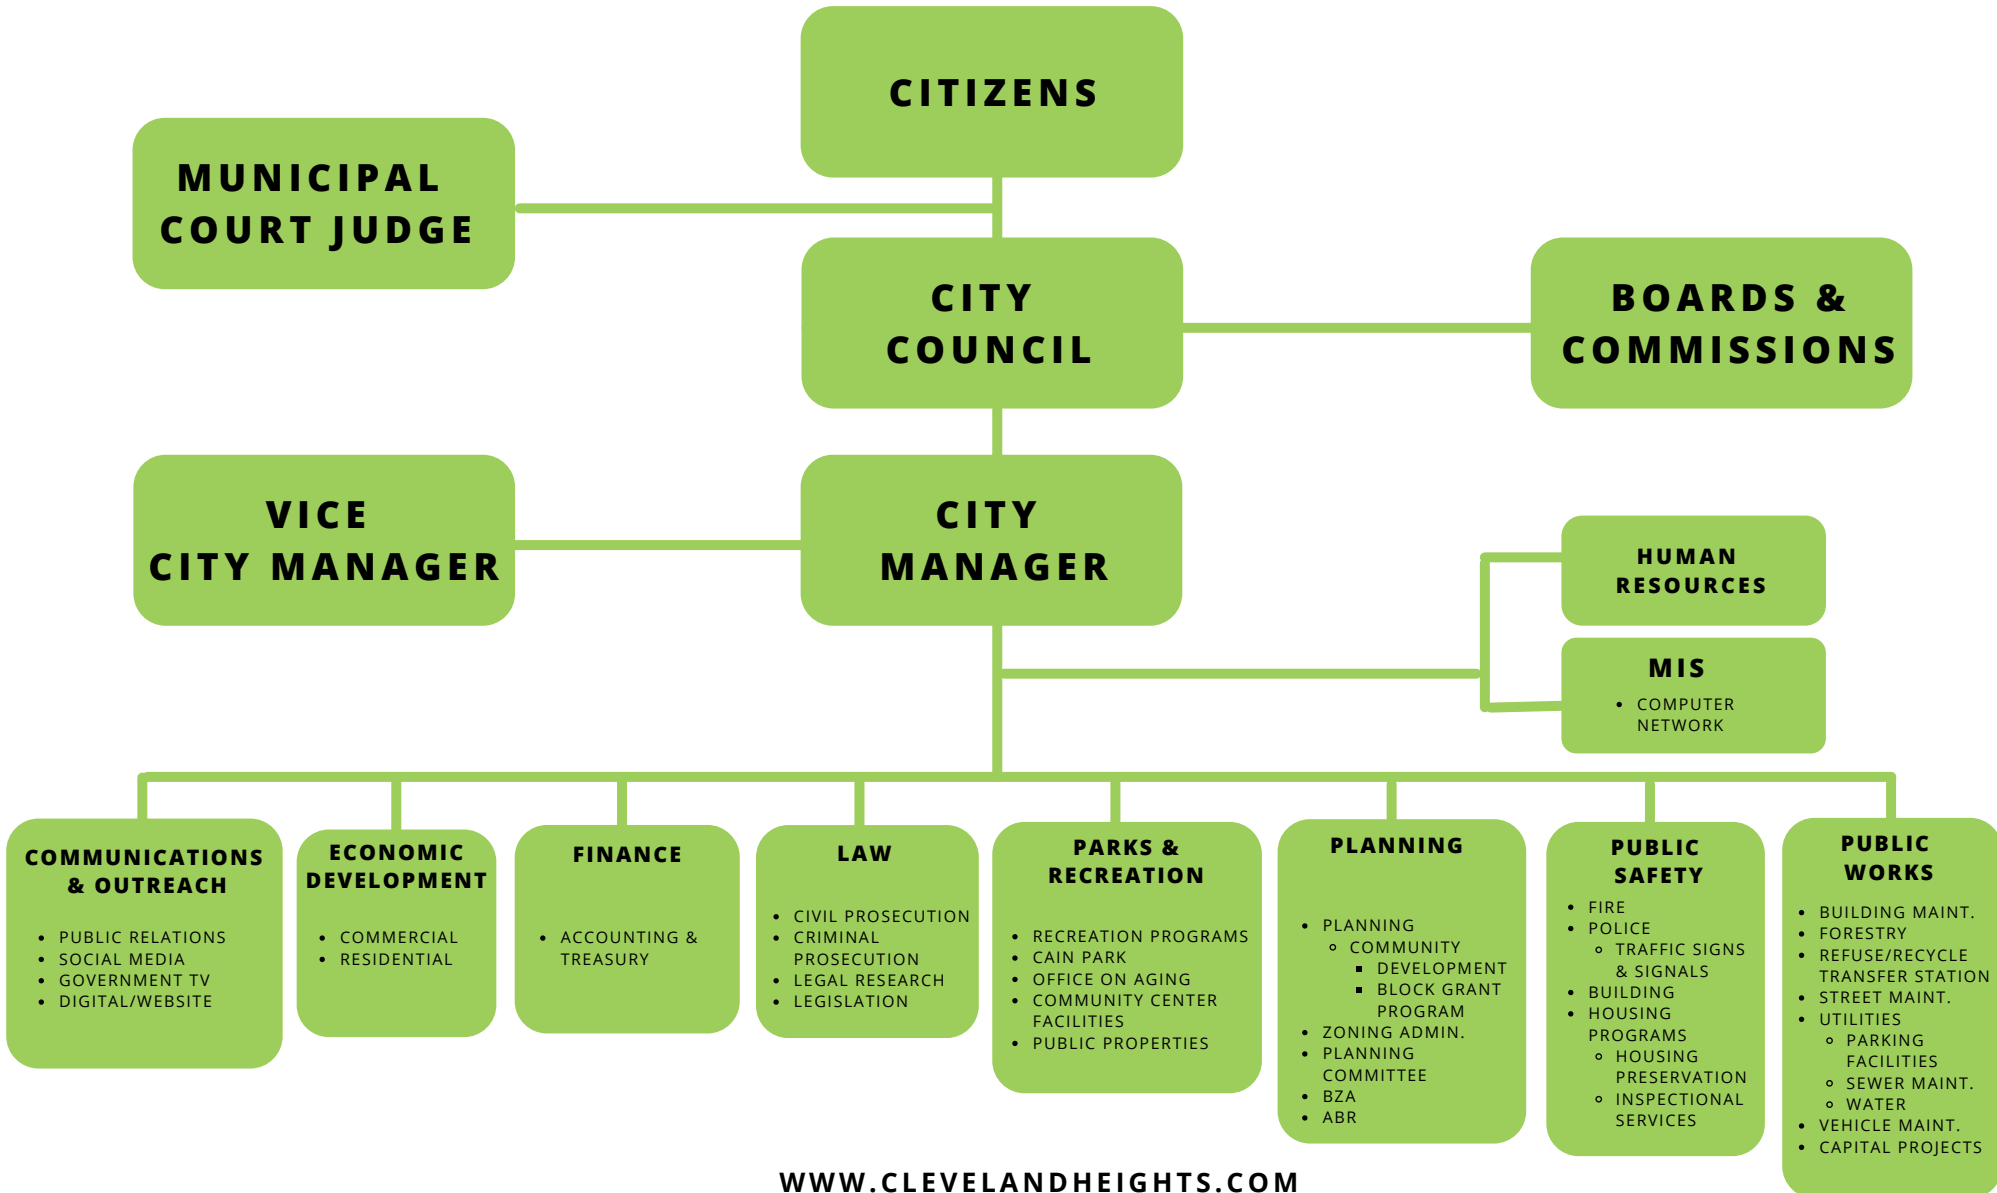 CITIZENS
MUNICIPAL
COURT JUDGE
CITY
COUNCIL
BOARDS &
COMMISSIONS
VICE
CITY MANAGER
CITY
MANAGER
HUMAN
RESOURCES
MIS
• COMPUTER
NETWORK
COMMUNICATIONS
& OUTREACH
• PUBLIC RELATIONS
• SOCIAL MEDIA
• GOVERNMENT TV
• DIGITAL/WEBSITE
ECONOMIC
DEVELOPMENT
• COMMERCIAL
• RESIDENTIAL
FINANCE
• ACCOUNTING &
TREASURY
LAW
• CIVIL PROSECUTION
• CRIMINAL
PROSECUTION
• LEGAL RESEARCH
• LEGISLATION
PARKS &
RECREATION
• RECREATION PROGRAMS
• CAIN PARK
• OFFICE ON AGING
• COMMUNITY CENTER
FACILITIES
• PUBLIC PROPERTIES
PLANNING
• PLANNING
◦ COMMUNITY
▪ DEVELOPMENT
▪ BLOCK GRANT
PROGRAM
• ZONING ADMIN.
• PLANNING
COMMITTEE
• BZA
• ABR
PUBLIC
SAFETY
• FIRE
• POLICE
◦ TRAFFIC SIGNS
& SIGNALS
• BUILDING
• HOUSING
PROGRAMS
◦ HOUSING
PRESERVATION
◦ INSPECTIONAL
SERVICES
PUBLIC
WORKS
• BUILDING MAINT.
• FORESTRY
• REFUSE/RECYCLE
TRANSFER STATION
• STREET MAINT.
• UTILITIES
◦ PARKING
FACILITIES
◦ SEWER MAINT.
◦ WATER
• VEHICLE MAINT.
• CAPITAL PROJECTS
WWW.CLEVELANDHEIGHTS.COM